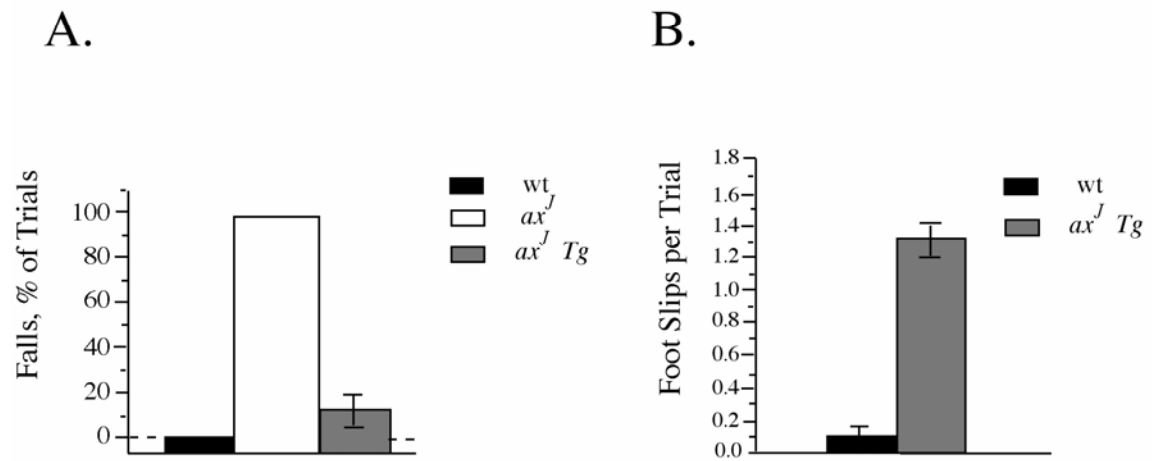 A.
Falls, % of Trials
100
80
60
40
20
0
wt
ax^J
ax^J Tg
B.
Foot Slips per Trial
1.8
1.6
1.4
1.2
1.0
0.8
0.6
0.4
0.2
0.0
wt
ax^J Tg